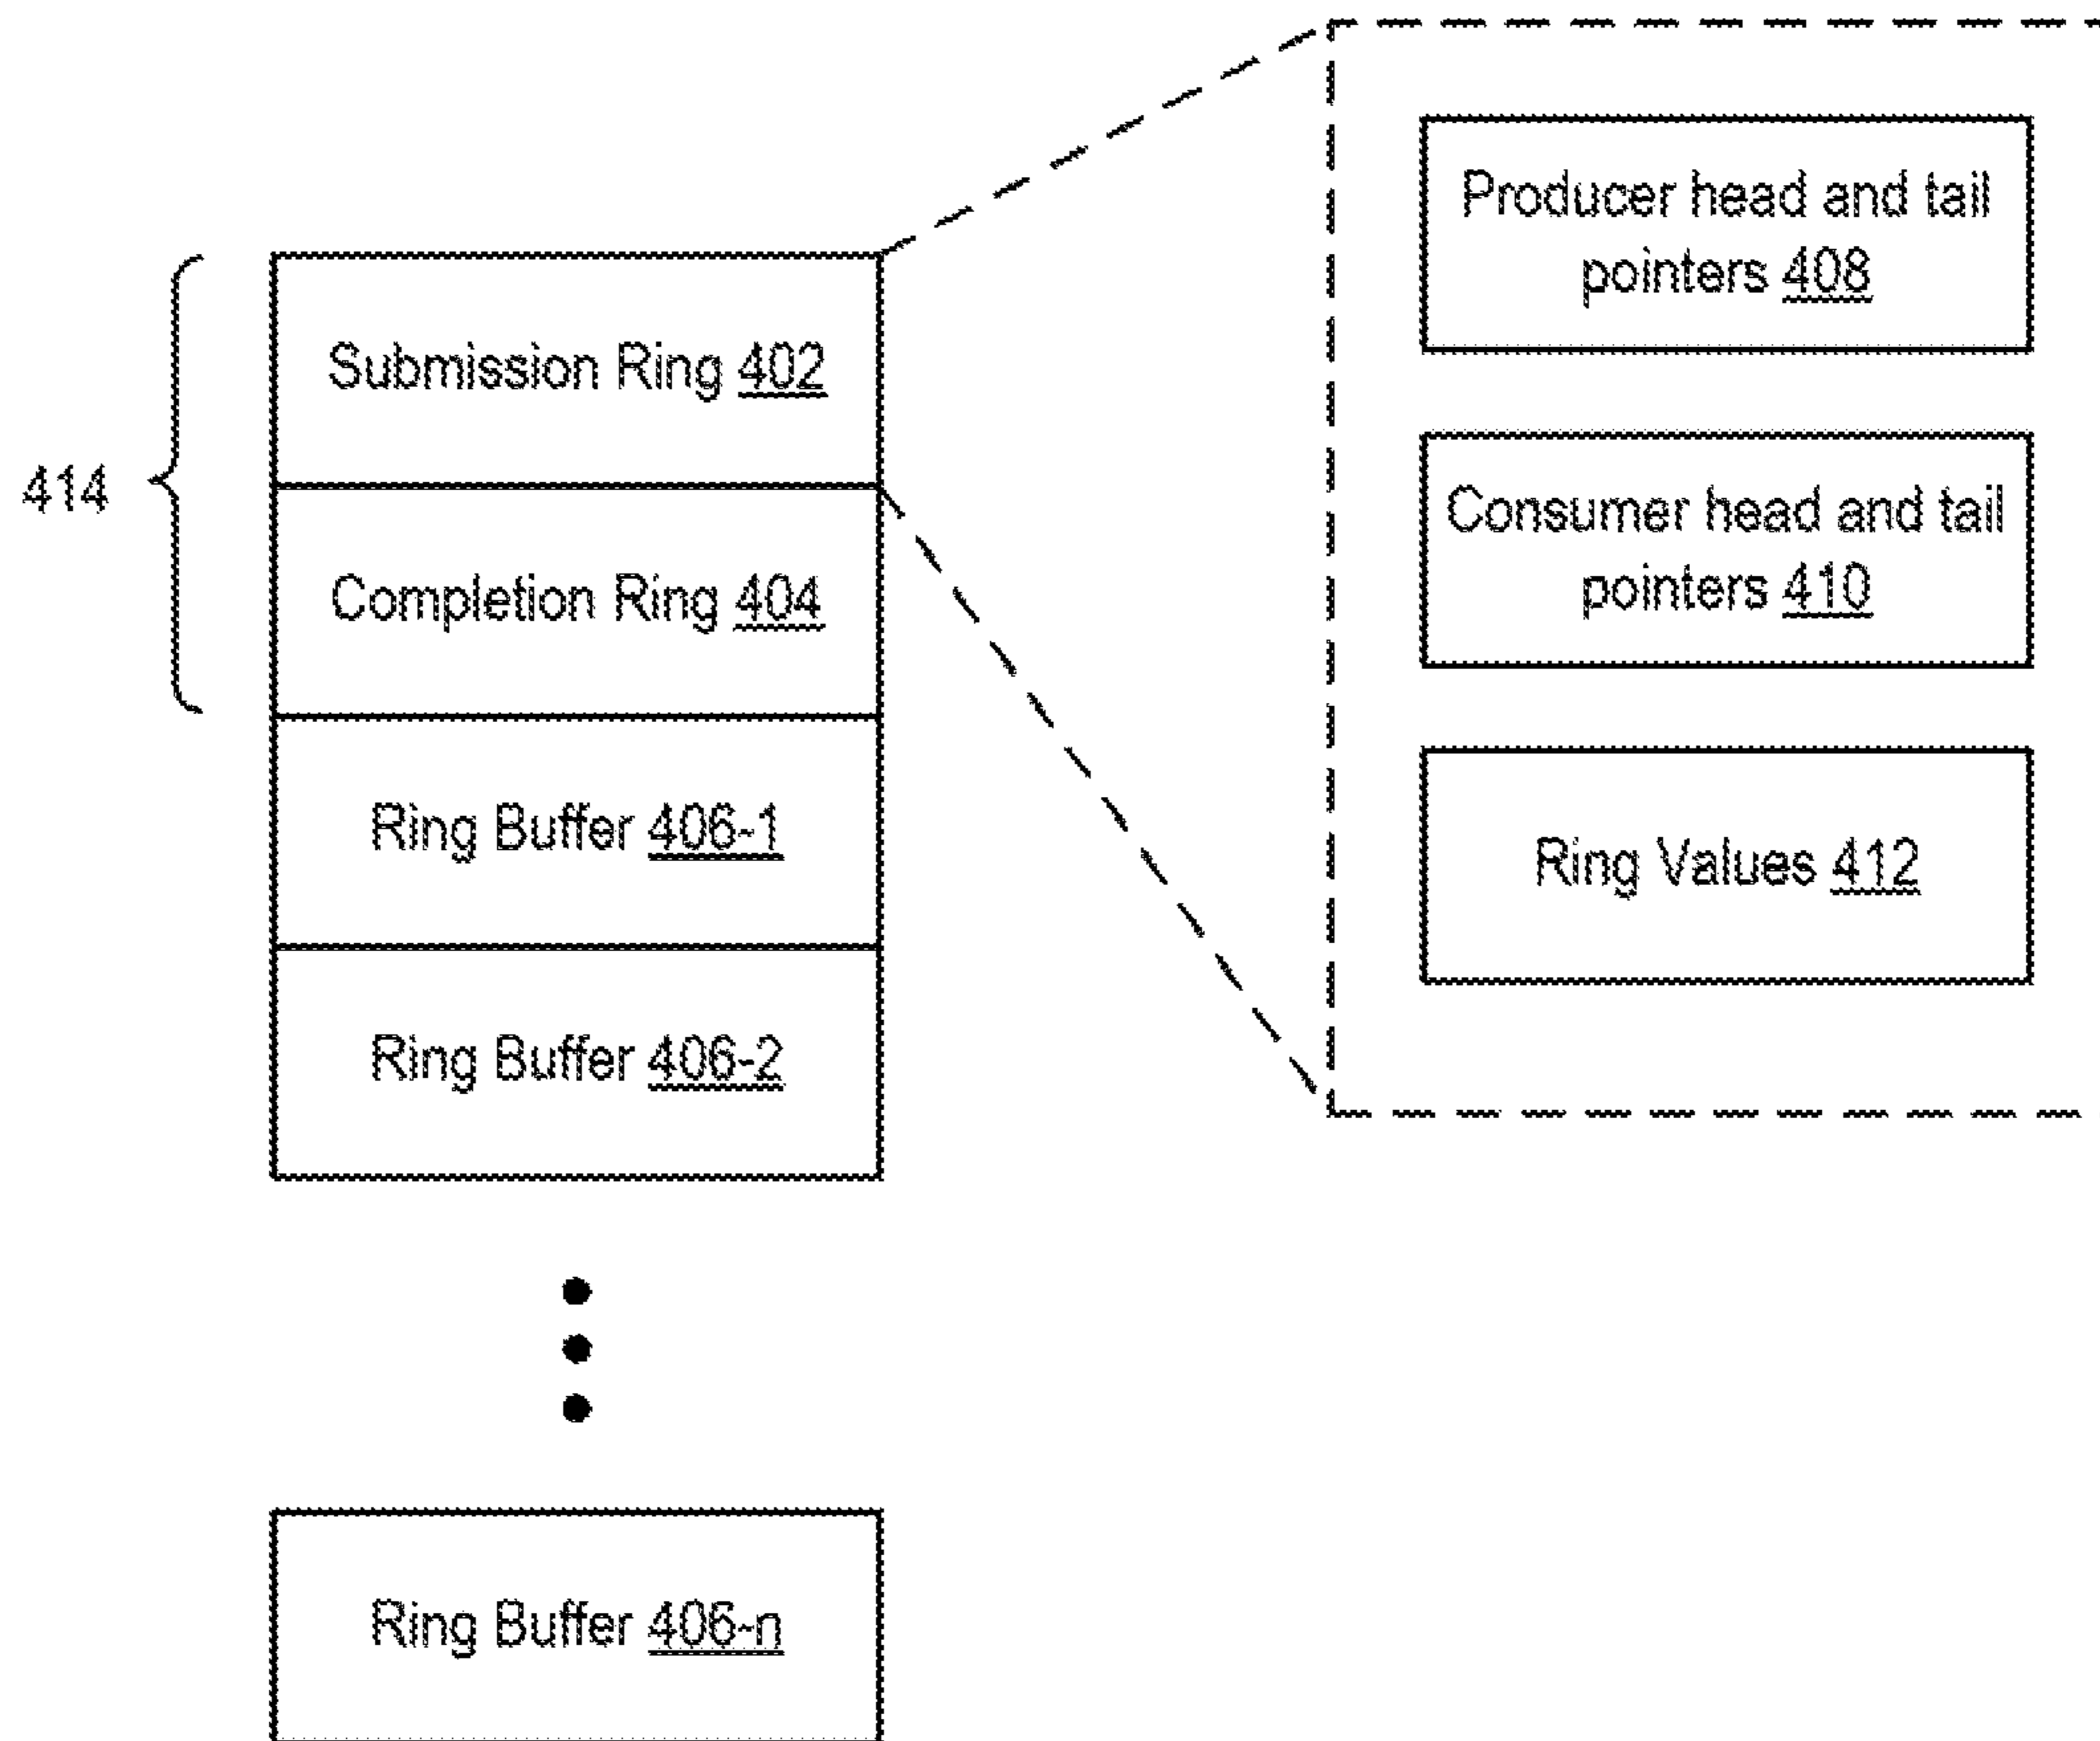 Producer head and tail
pointers 408
Submission Ring 402
414
Consumer head and tail
pointers 410
Completion Ring 404
Ring Buffer 406-1
Ring Values 412
Ring Buffer 406-2
Ring Buffer 406-n